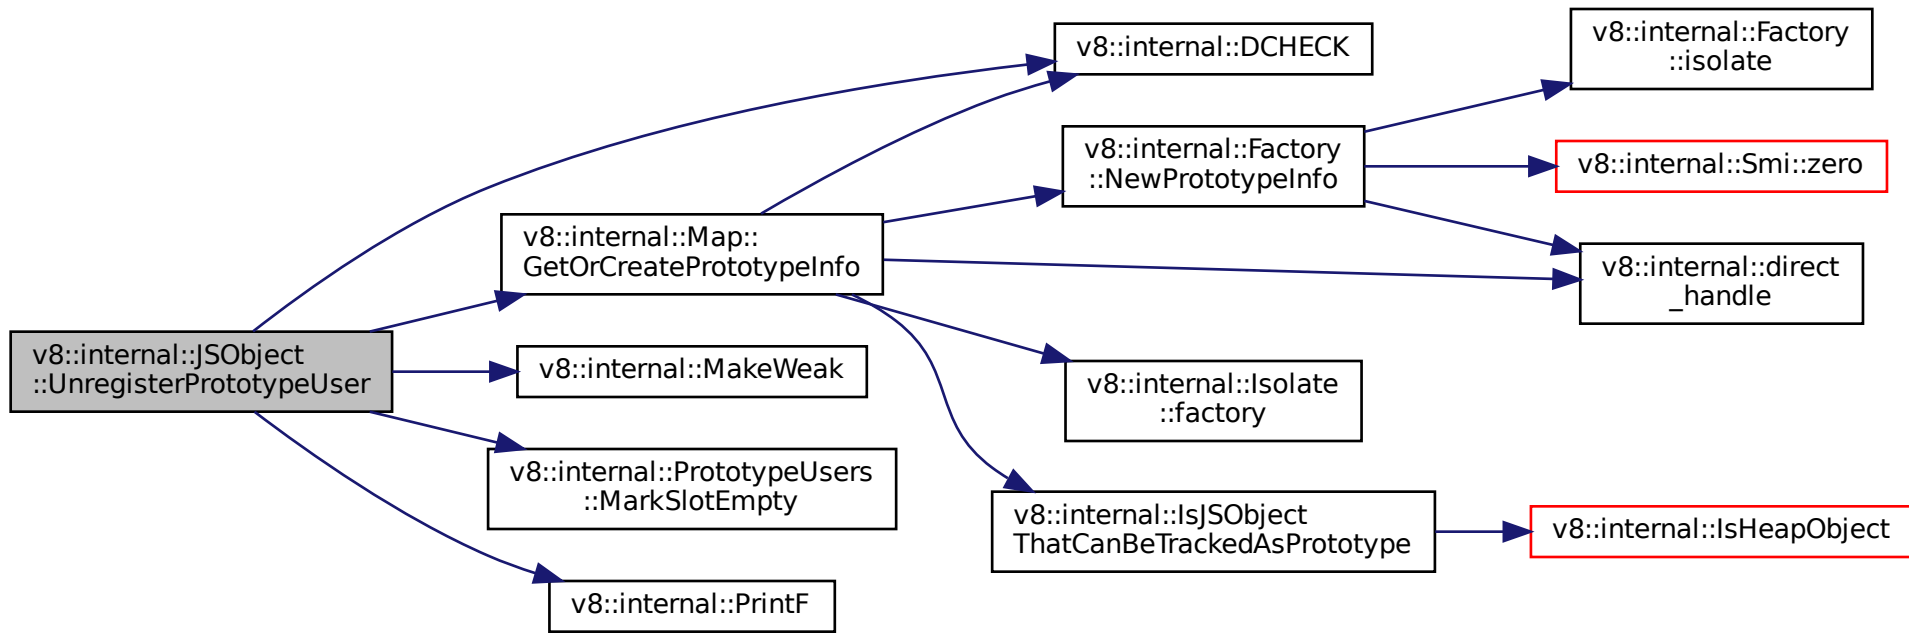 v8::internal::JSObject
::UnregisterPrototypeUser
v8::internal::DCHECK
v8::internal::Map::
GetOrCreatePrototypeInfo
v8::internal::MakeWeak
v8::internal::PrototypeUsers
::MarkSlotEmpty
v8::internal::PrintF
v8::internal::Factory
::NewPrototypeInfo
v8::internal::Isolate
::factory
v8::internal::IsJSObject
ThatCanBeTrackedAsPrototype
v8::internal::Factory
::isolate
v8::internal::Smi::zero
v8::internal::direct
_handle
v8::internal::IsHeapObject